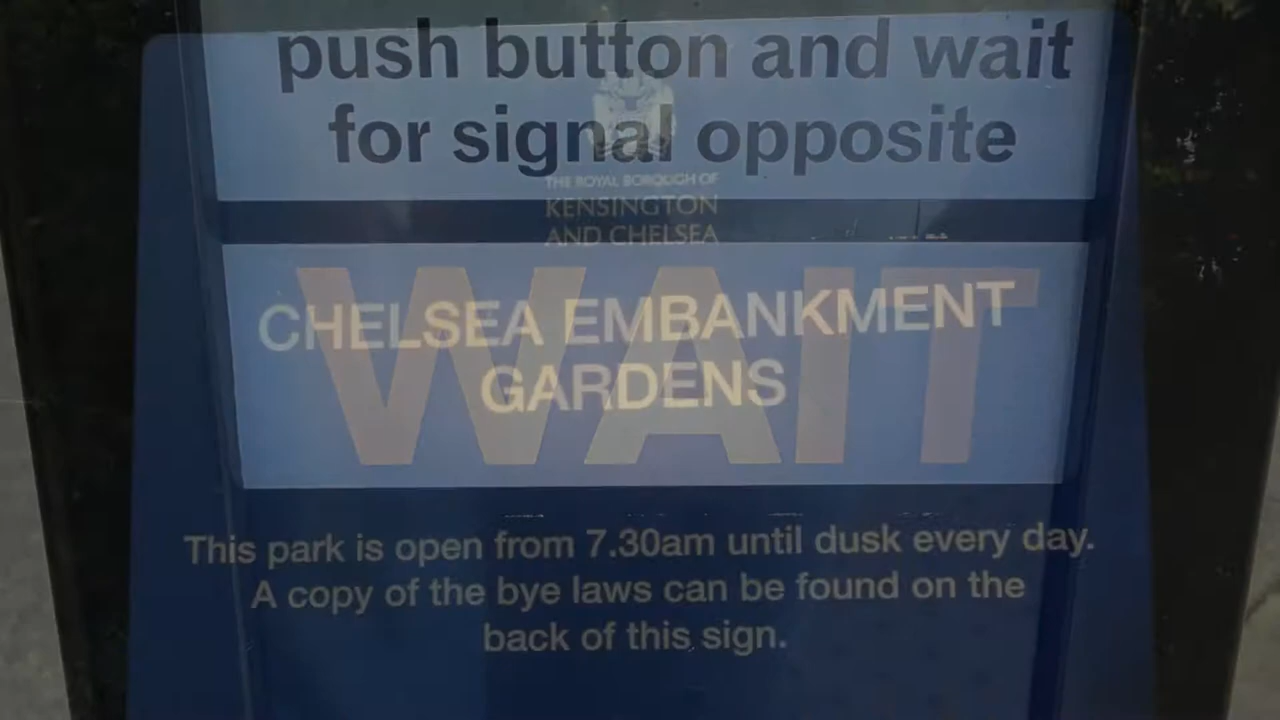 push button and wait
for signal opposite
THE ROYAL BOROUGH OF
KENSINGTON
AND CHELSEA
WAIT
CHELSEA EMBANKMENT
GARDENS
This park is open from 7.30am until dusk every day.
A copy of the bye laws can be found on the
back of this sign.